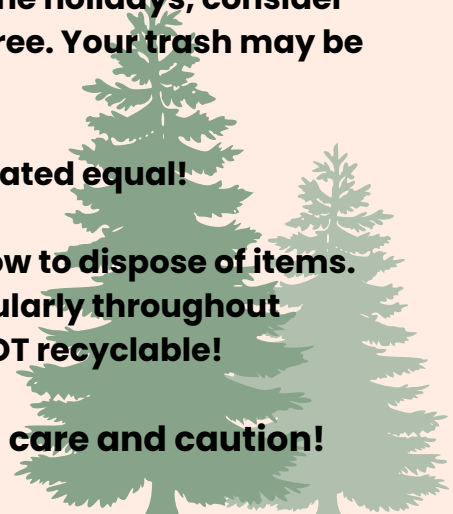 he holidays, consider
ree. Your trash may be
ated equal!
ow to dispose of items.
ularly throughout
OT recyclable!
care and caution!